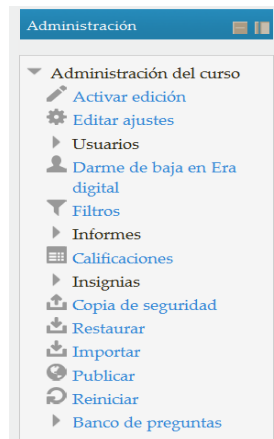 Administración
Administración del curso
Activar edición
Editar ajustes
Usuarios
Darme de baja en Era
digital
Filtros
Informes
Calificaciones
Insignias
Copia de seguridad
Restaurar
Importar
Publicar
Reiniciar
Banco de preguntas